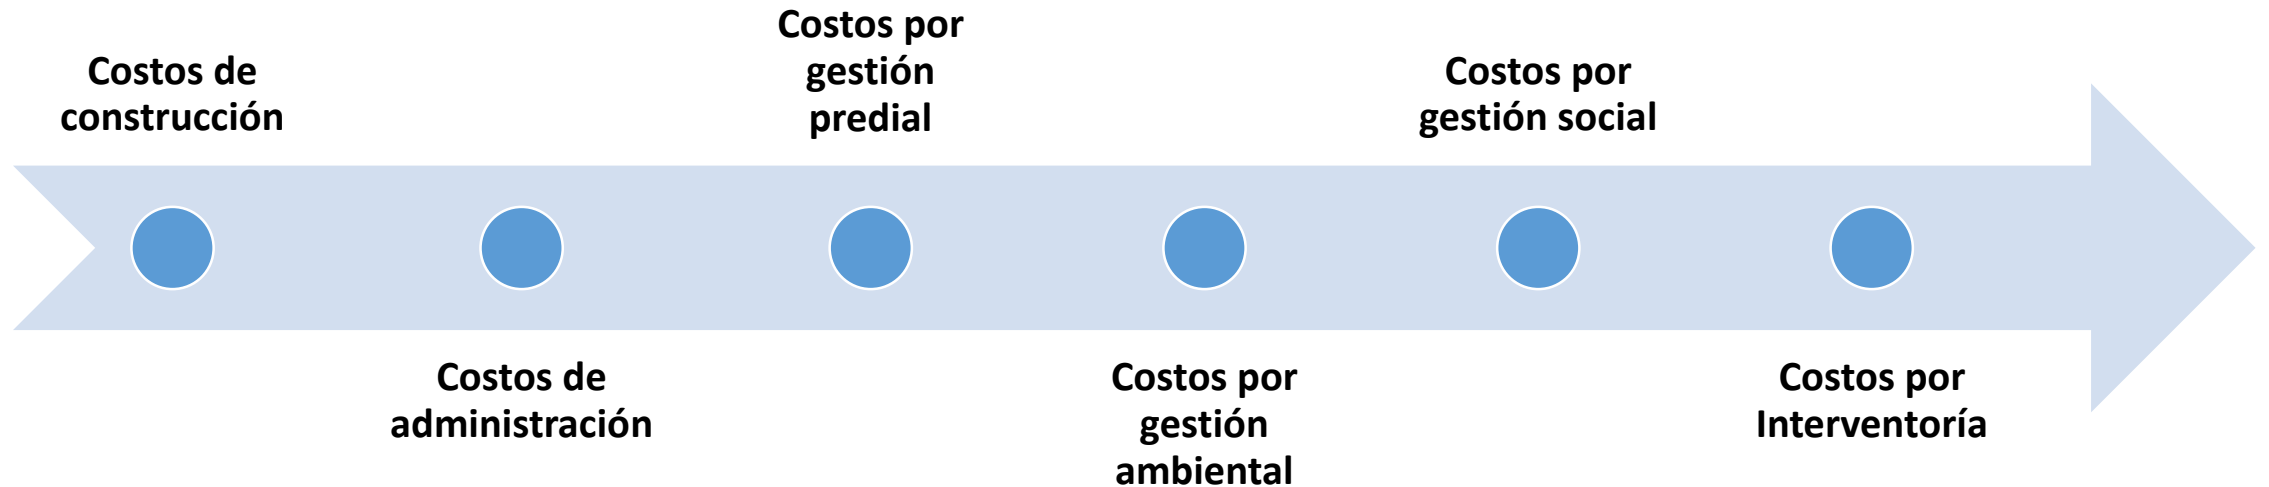 Costos de
construcción
Costos de
administración
Costos por
gestión
predial
Costos por
gestión
ambiental
Costos por
gestión social
Costos por
Interventoría